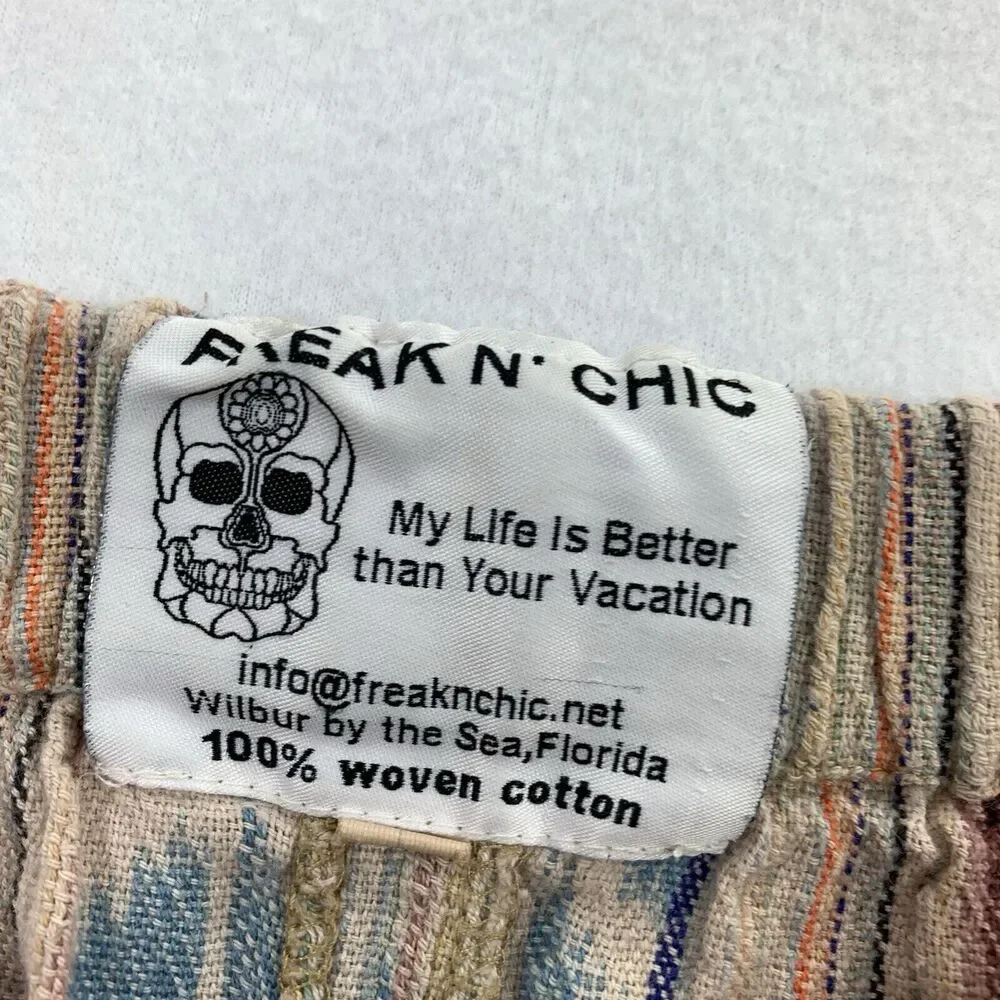 FREAK N' CHIC
My Life Is Better
than Your Vacation
info@freaknchic.net
Wilbur by the Sea,Florida
100% woven cotton